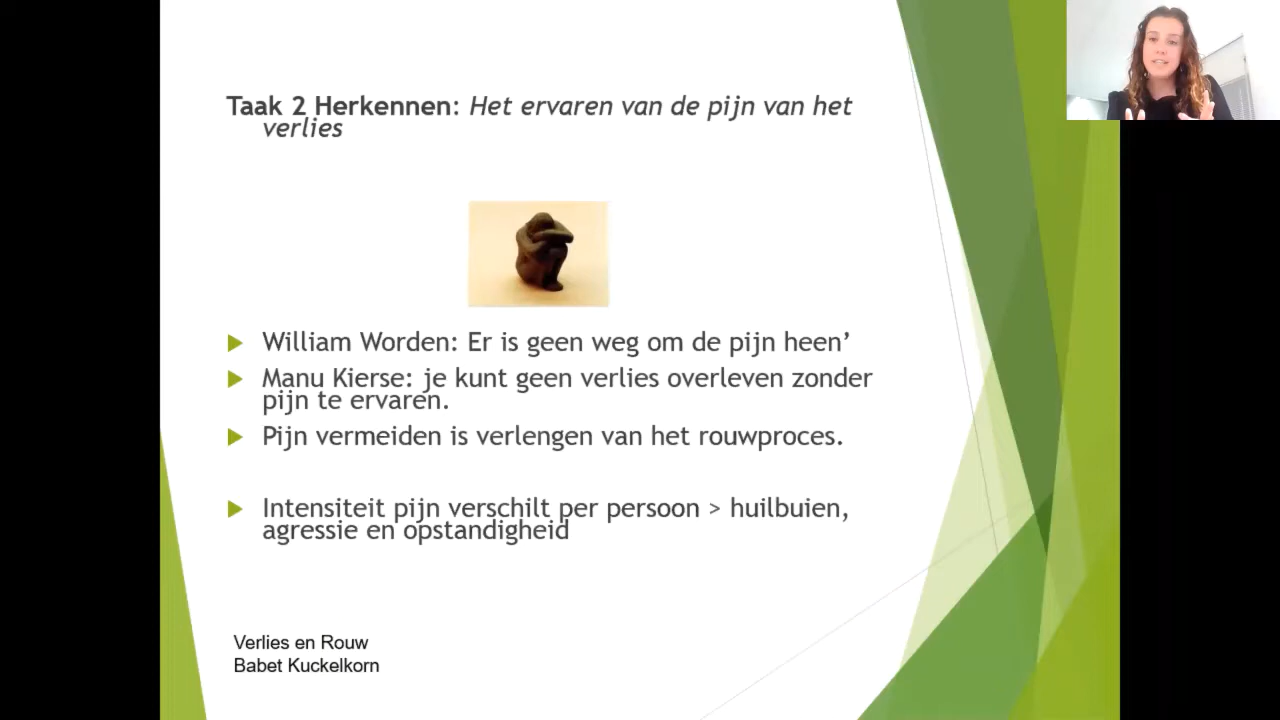 Taak 2 Herkennen: Het ervaren van de pijn van het
verlies
William Worden: Er is geen weg om de pijn heen’
Manu Kierse: je kunt geen verlies overleven zonder
pijn te ervaren.
Pijn vermeiden is verlengen van het rouwproces.
Intensiteit pijn verschilt per persoon > huilbuien,
agressie en opstandigheid
Verlies en Rouw
Babet Kuckelkorn